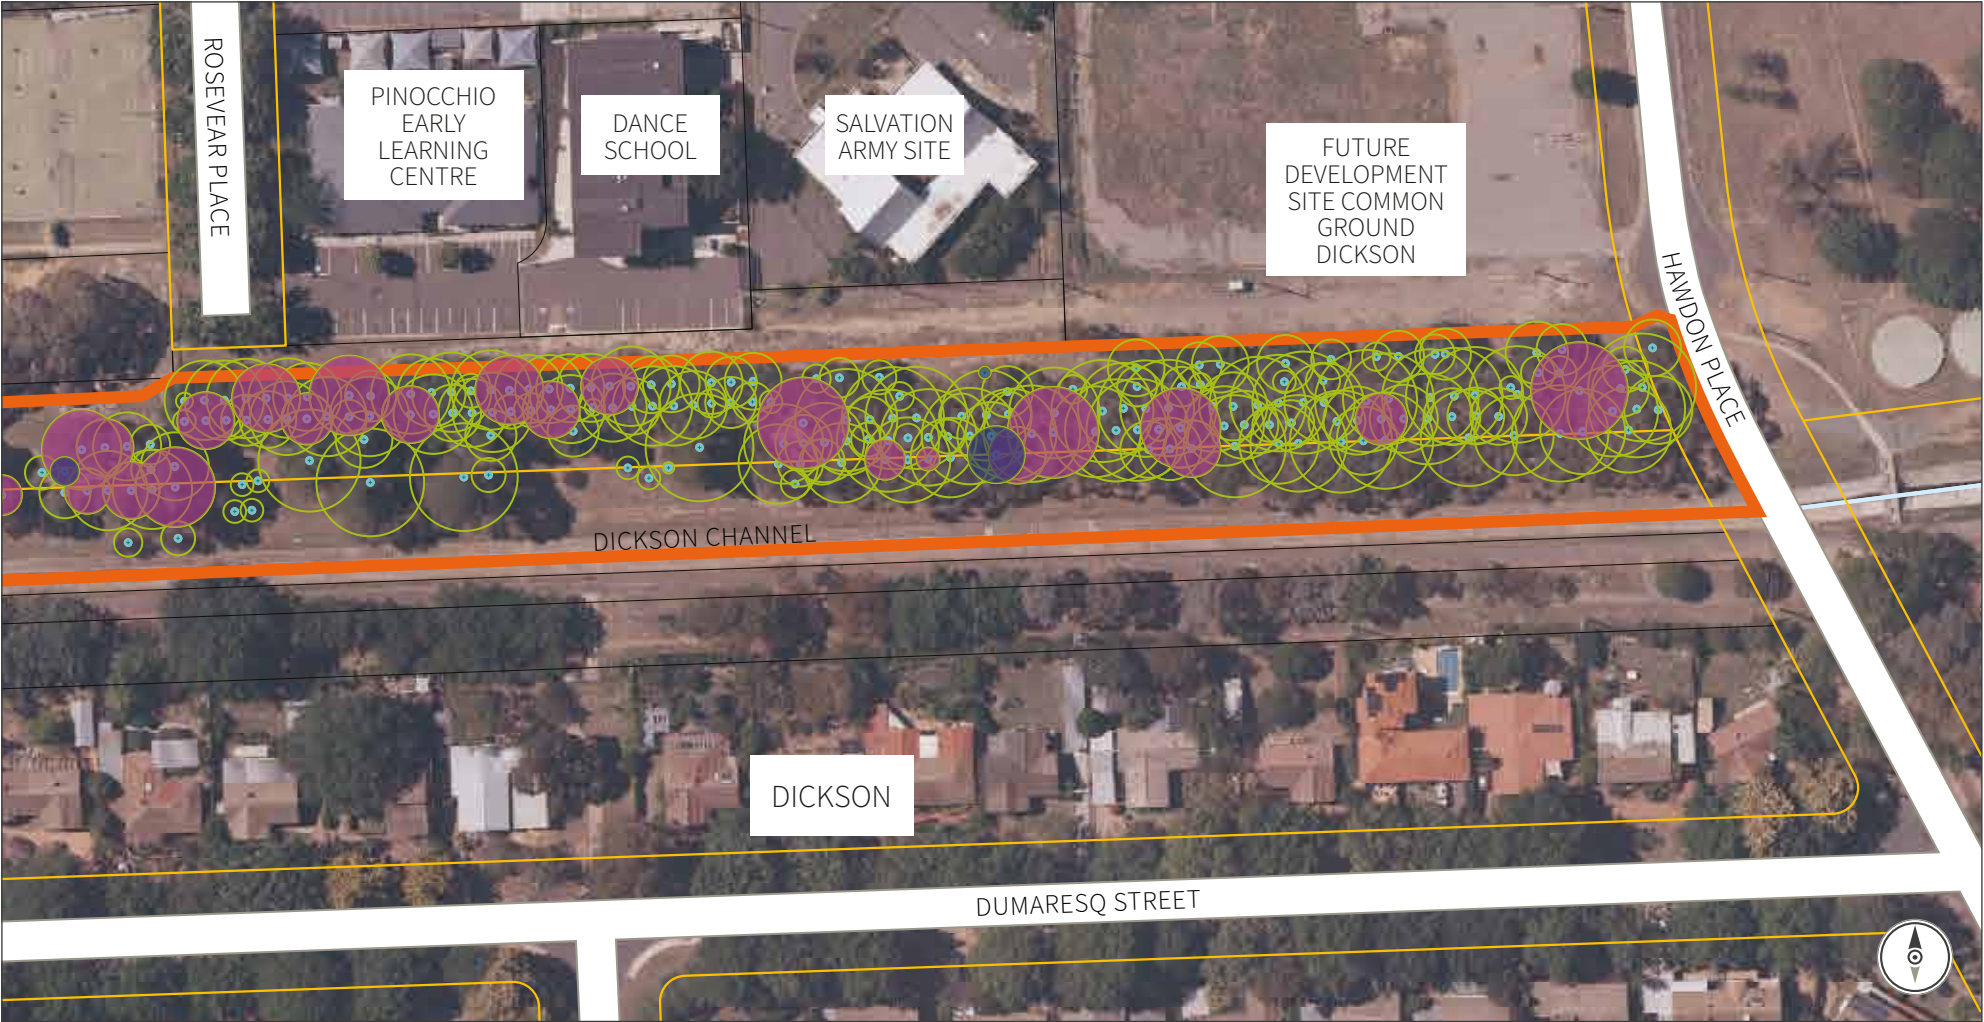 ROSEVEAR PLACE
PINOCCHIO
EARLY
LEARNING
CENTRE
DANCE
SCHOOL
SALVATION
ARMY SITE
FUTURE
DEVELOPMENT
SITE COMMON
GROUND
DICKSON
HAWDON PLACE
DICKSON CHANNEL
DICKSON
DUMARESQ STREET